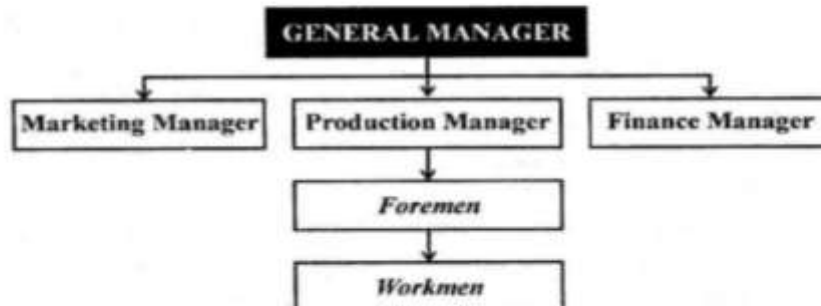 GENERAL MANAGER
Marketing Manager Production Manager Finance Manager
Foremen
Workmen